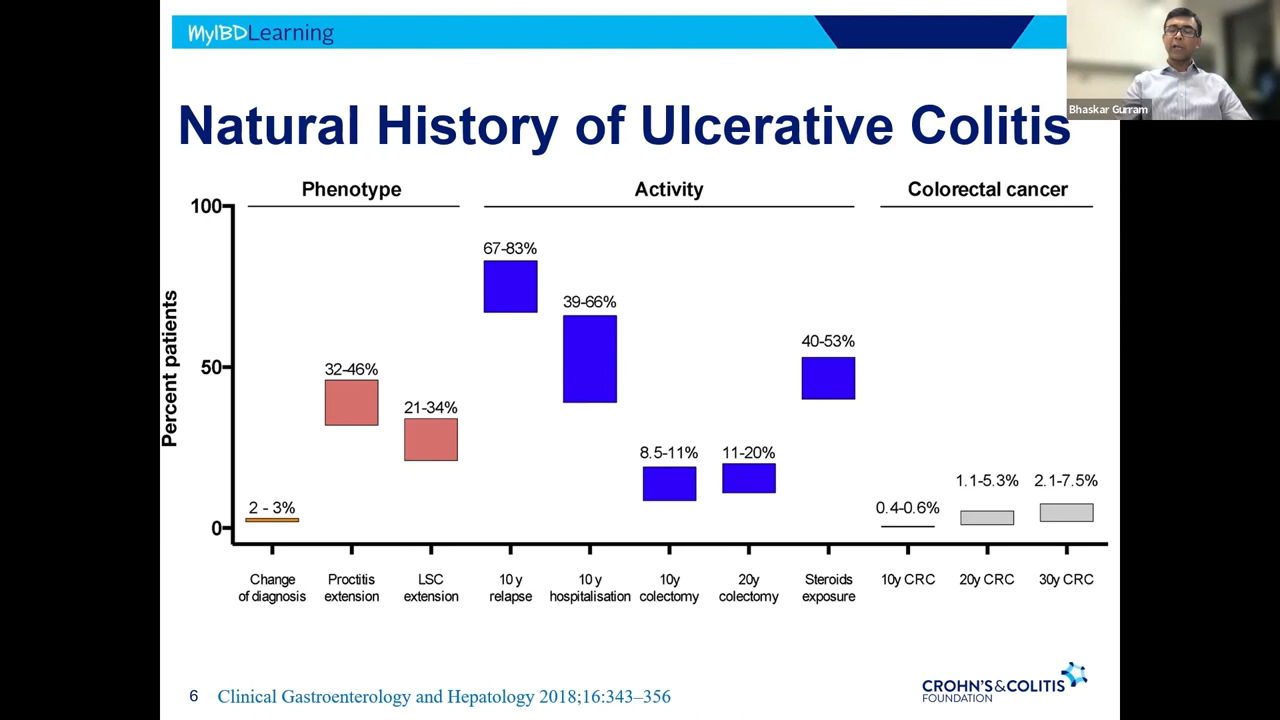 MyIBDLearning
Bhaskar Gurram
Natural History of Ulcerative Colitis
Phenotype
Activity
Colorectal cancer
Percent patients
100
50
0
2 - 3%
32-46%
21-34%
67-83%
39-66%
8.5-11%
11-20%
40-53%
0.4-0.6%
1.1-5.3%
2.1-7.5%
Change
of diagnosis
Proctitis
extension
LSC
extension
10 y
relapse
10 y
hospitalisation
10y
colectomy
20y
colectomy
Steroids
exposure
10y CRC
20y CRC
30y CRC
6
Clinical Gastroenterology and Hepatology 2018;16:343–356
CROHN'S&COLITIS
FOUNDATION